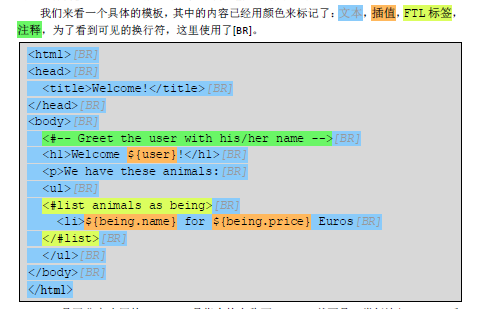 我们来看一个具体的模板，其中的内容已经用颜色来标记了：文本，插值，FTL 标签，
注释，为了看到可见的换行符，这里使用了[BR]。
<html>[BR]
<head>[BR]
<title>Welcome!</title>[BR]
</head>[BR]
<body>[BR]
<#-- Greet the user with his/her name -->[BR]
<h1>Welcome ${user}!</h1>[BR]
<p>We have these animals:[BR]
<ul>[BR]
<#list animals as being>[BR]
<li>${being.name} for ${being.price} Euros[BR]
</#list>[BR]
</ul>[BR]
</body>[BR]
</html>